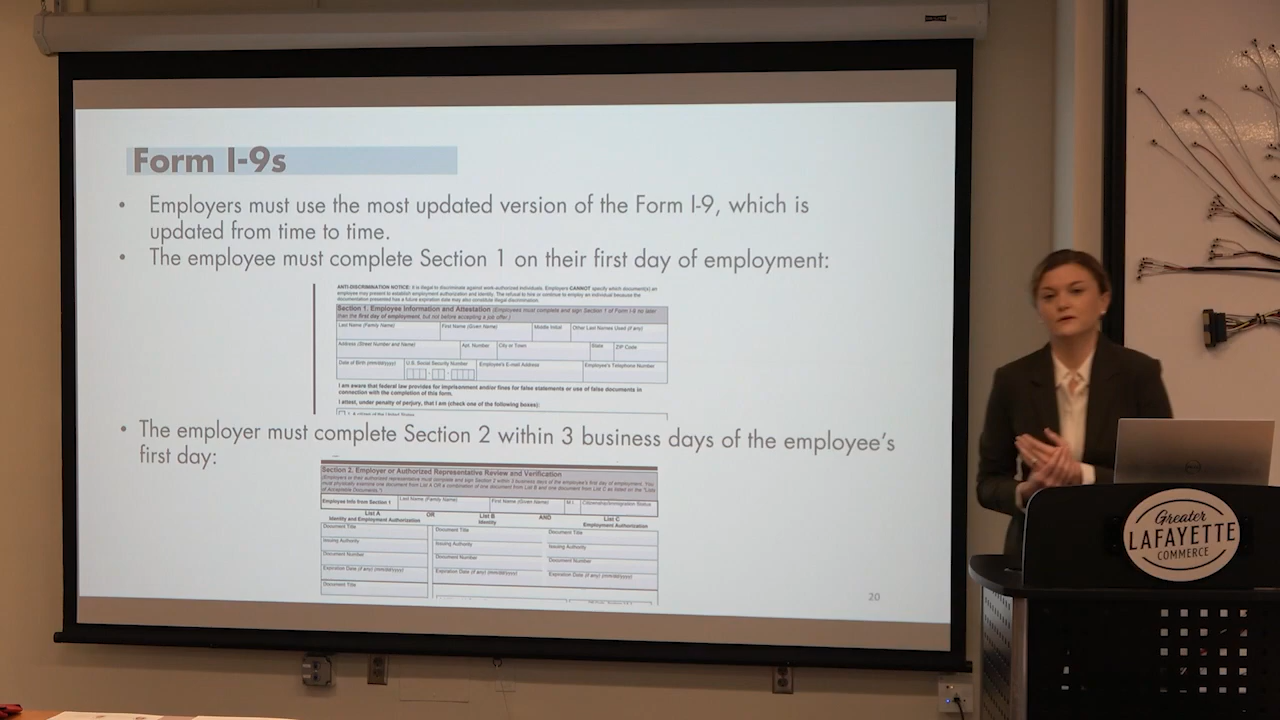 Form I-9s
• Employers must use the most updated version of the Form I-9, which is
updated from time to time.
• The employee must complete Section 1 on their first day of employment:
ANTI-DISCRIMINATION NOTICE: It is illegal to discriminate against work-authorized individuals. Employers CANNOT specify which document(s) an
employee may present to establish employment authorization and identity. The refusal to hire or continue to employ an individual because the
documentation presented has a future expiration date may also constitute illegal discrimination.
Section 1. Employee Information and Attestation (Employees must complete and sign Section 1 of Form I-9 no later
than the first day of employment, but not before accepting a job offer.)
Last Name (Family Name) First Name (Given Name) Middle Initial Other Last Names Used (if any)
Address (Street Number and Name) Apt. Number City or Town State ZIP Code
Date of Birth (mm/dd/yyyy) U.S. Social Security Number Employee's E-mail Address Employee's Telephone Number
I am aware that federal law provides for imprisonment and/or fines for false statements or use of false documents in
connection with the completion of this form.
I attest, under penalty of perjury, that I am (check one of the following boxes):
1. A citizen of the United States
• The employer must complete Section 2 within 3 business days of the employee's
first day:
Section 2. Employer or Authorized Representative Review and Verification
(Employers or their authorized representative must complete and sign Section 2 within 3 business days of the employee's first day of employment. You
must physically examine one document from List A OR a combination of one document from List B and one document from List C as listed on the "Lists
of Acceptable Documents.")
Employee Info from Section 1 Last Name (Family Name) First Name (Given Name) M.I. Citizenship/Immigration Status
List A OR List B AND List C
Identity and Employment Authorization Identity Employment Authorization
Document Title Document Title Document Title
Issuing Authority Issuing Authority Issuing Authority
Document Number Document Number Document Number
Expiration Date (if any) (mm/dd/yyyy) Expiration Date (if any) (mm/dd/yyyy) Expiration Date (if any) (mm/dd/yyyy)
Document Title
20
DELL
Greater
LAFAYETTE
COMMERCE